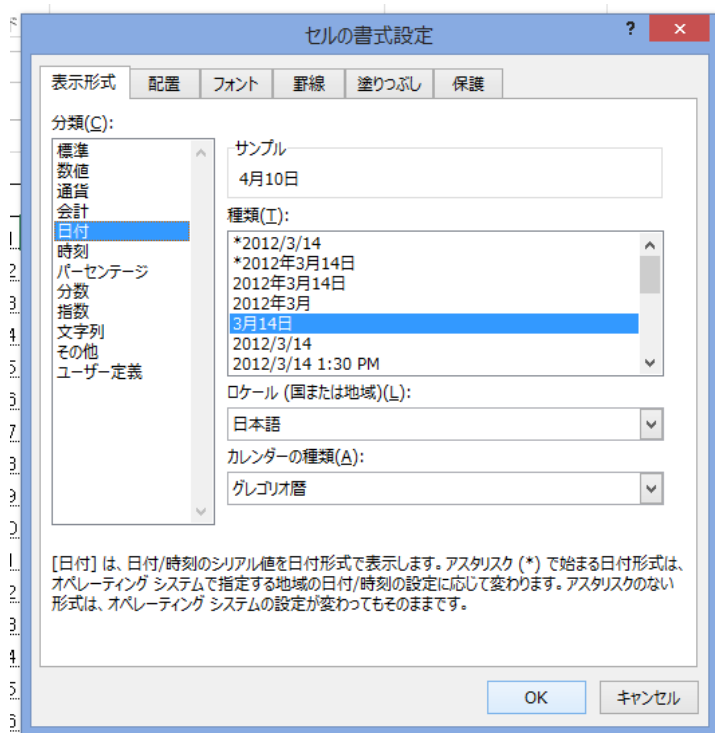 セルの書式設定
?
×
表示形式 配置 フォント 罫線 塗りつぶし 保護
分類(C):
標準
数値
通貨
会計
日付
時刻
パーセンテージ
分数
指数
文字列
その他
ユーザー定義
サンプル
4月10日
種類(T):
*2012/3/14
*2012年3月14日
2012年3月14日
2012年3月
3月14日
2012/3/14
2012/3/14 1:30 PM
ロケール (国または地域)(L):
日本語
カレンダーの種類(A):
グレゴリオ暦
[日付] は、日付/時刻のシリアル値を日付形式で表示します。アスタリスク (*) で始まる日付形式は、
オペレーティング システムで指定する地域の日付/時刻の設定に応じて変わります。アスタリスクのない
形式は、オペレーティング システムの設定が変わってもそのままです。
OK キャンセル